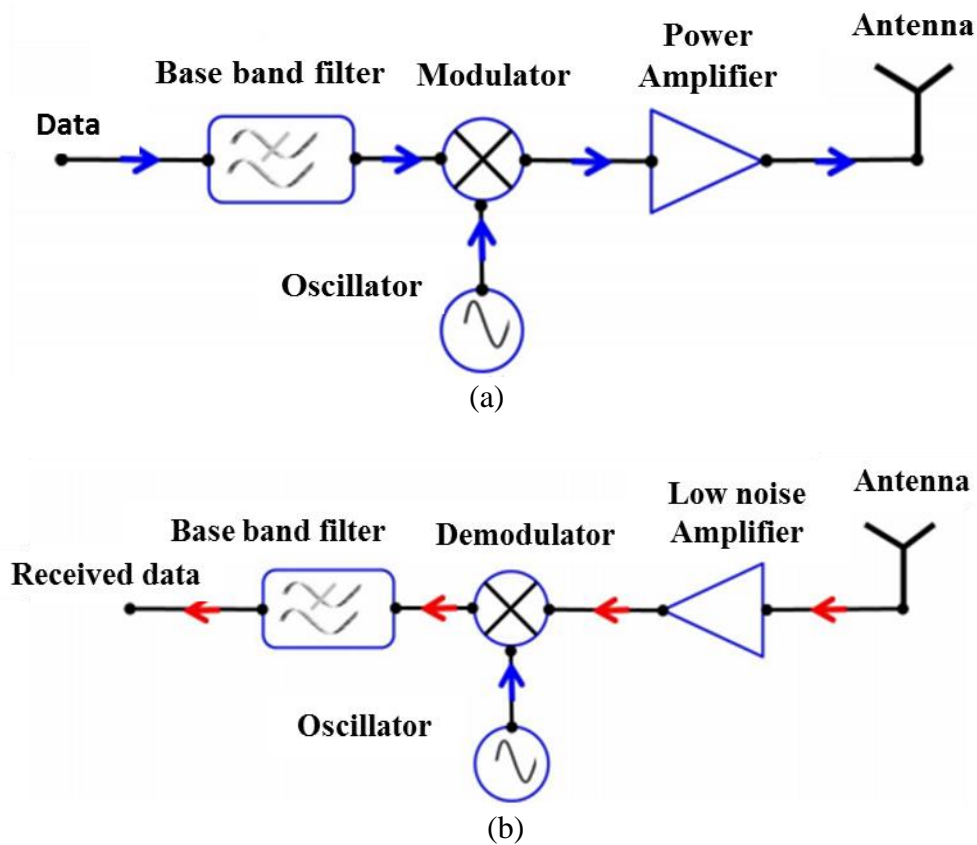 Antenna
Power
Amplifier
Base band filter
Modulator
Data
Oscillator
(a)
Antenna
Low noise
Amplifier
Base band filter
Demodulator
Received data
Oscillator
(b)